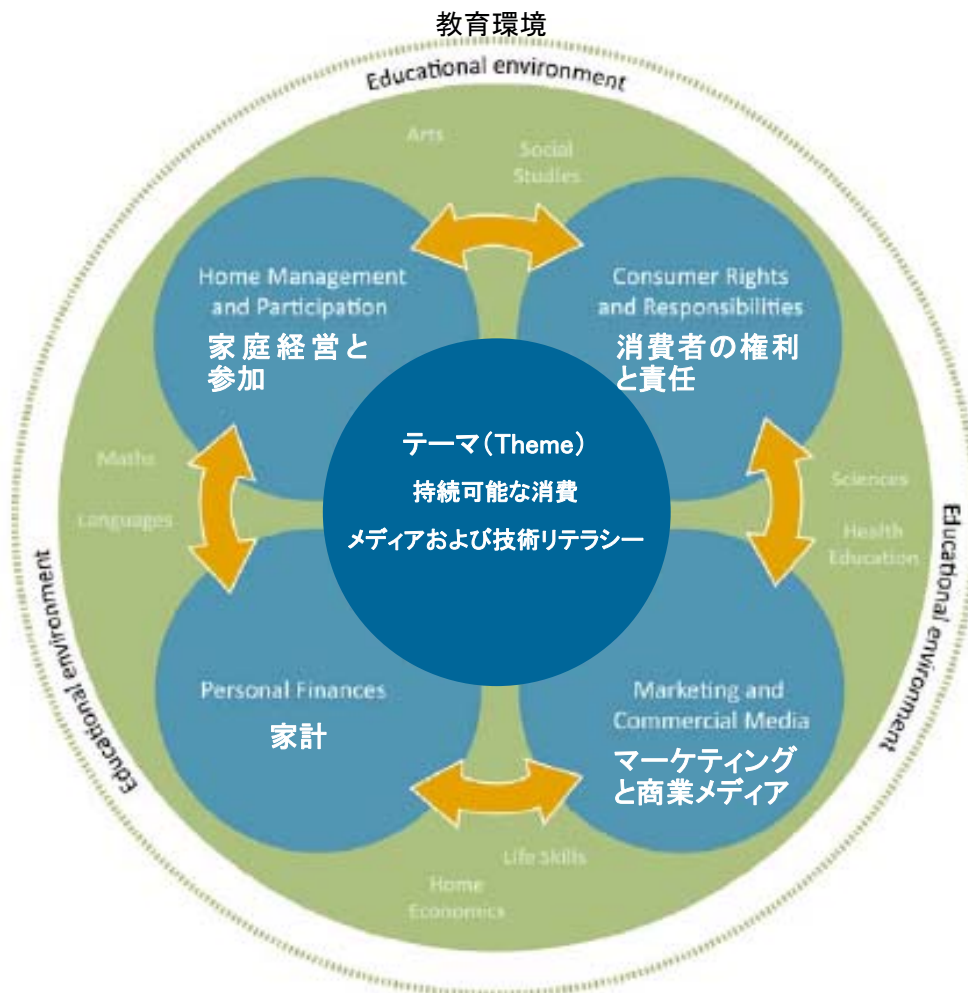 教育環境
Educational environment
Arts
Social
Studies
Home Management
and Participation
家庭経営と
参加
Consumer Rights
and Responsibilities
消費者の権利
と責任
テーマ(Theme)
持続可能な消費
メディアおよび技術リテラシー
Maths
Languages
Sciences
Health
Education
Educational environment
Educational environment
Personal Finances
家計
Marketing and
Commercial Media
マーケティング
と商業メディア
Life Skills
Home
Economics